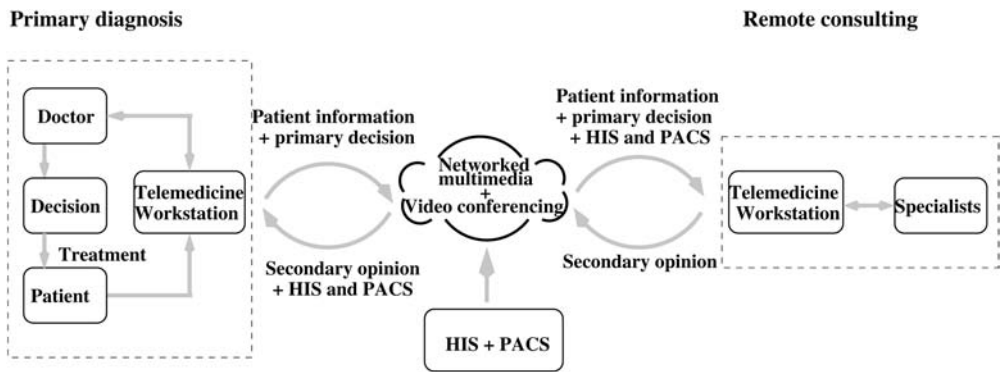 Primary diagnosis
Remote consulting
Doctor
Decision
Treatment
Patient
Telemedicine
Workstation
Patient information
+ primary decision
Secondary opinion
+ HIS and PACS
Networked
multimedia
+
Video conferencing
HIS + PACS
Patient information
+ primary decision
+ HIS and PACS
Secondary opinion
Telemedicine
Workstation
Specialists